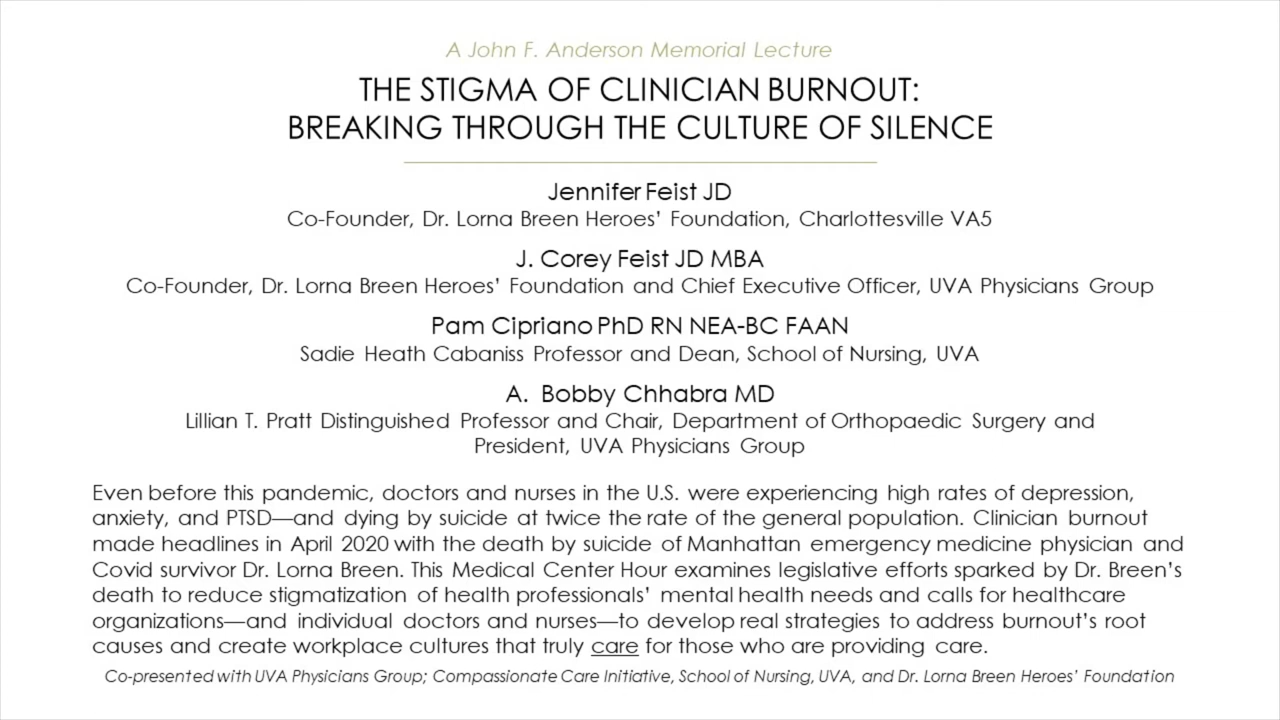 A John F. Anderson Memorial Lecture
THE STIGMA OF CLINICIAN BURNOUT:
BREAKING THROUGH THE CULTURE OF SILENCE
Jennifer Feist JD
Co-Founder, Dr. Lorna Breen Heroes' Foundation, Charlottesville VA5
J. Corey Feist JD MBA
Co-Founder, Dr. Lorna Breen Heroes' Foundation and Chief Executive Officer, UVA Physicians Group
Pam Cipriano PhD RN NEA-BC FAAN
Sadie Heath Cabaniss Professor and Dean, School of Nursing, UVA
A. Bobby Chhabra MD
Lillian T. Pratt Distinguished Professor and Chair, Department of Orthopaedic Surgery and
President, UVA Physicians Group
Even before this pandemic, doctors and nurses in the U.S. were experiencing high rates of depression,
anxiety, and PTSD—and dying by suicide at twice the rate of the general population. Clinician burnout
made headlines in April 2020 with the death by suicide of Manhattan emergency medicine physician and
Covid survivor Dr. Lorna Breen. This Medical Center Hour examines legislative efforts sparked by Dr. Breen's
death to reduce stigmatization of health professionals' mental health needs and calls for healthcare
organizations—and individual doctors and nurses—to develop real strategies to address burnout's root
causes and create workplace cultures that truly care for those who are providing care.
Co-presented with UVA Physicians Group; Compassionate Care Initiative, School of Nursing, UVA, and Dr. Lorna Breen Heroes' Foundation